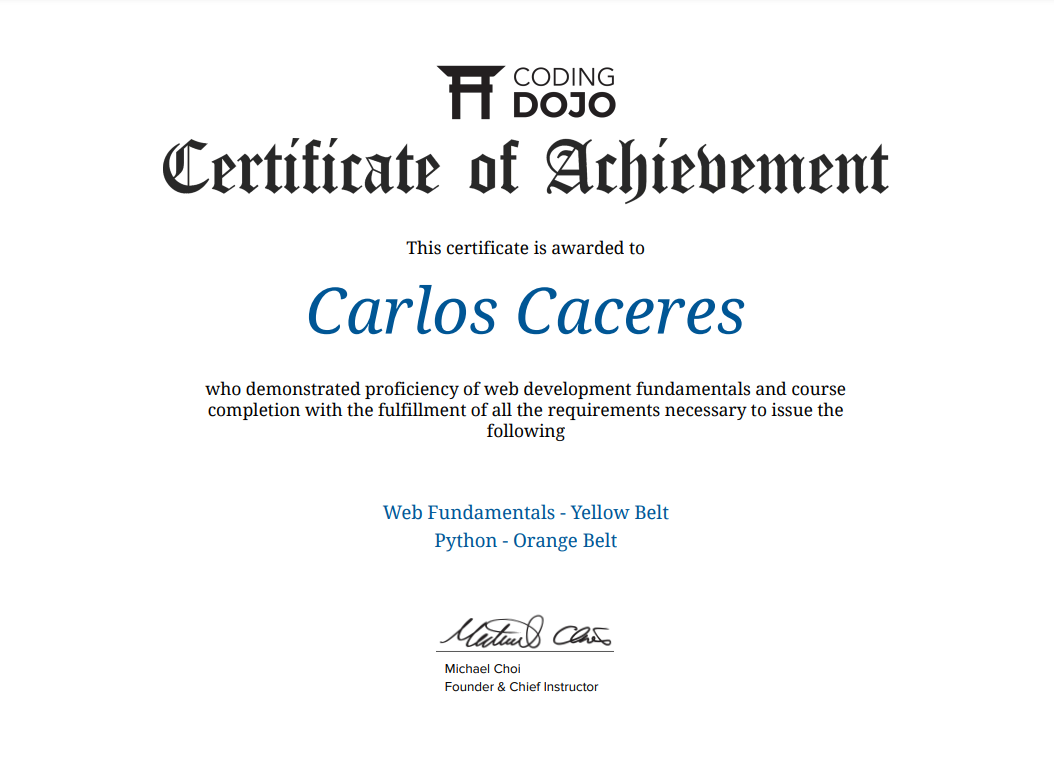 CODING
DOJO
Certificate of Achievement
This certificate is awarded to
Carlos Caceres
who demonstrated proficiency of web development fundamentals and course
completion with the fulfillment of all the requirements necessary to issue the
following
Web Fundamentals - Yellow Belt
Python - Orange Belt
Michael Choi
Founder & Chief Instructor